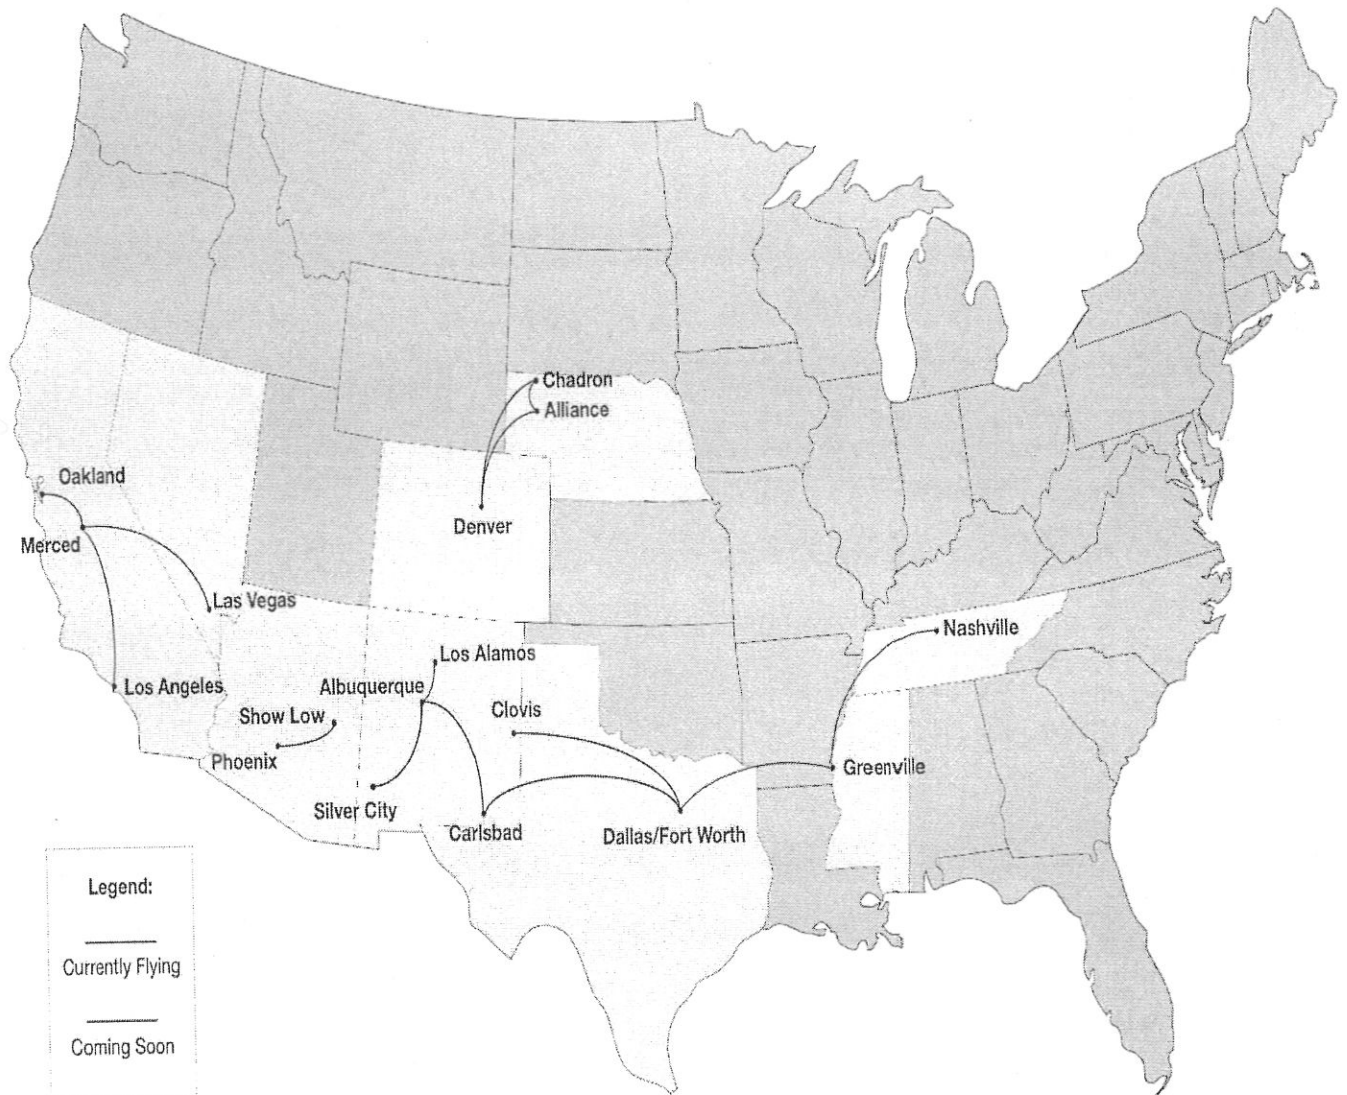 Chadron
Alliance
Oakland
Denver
Merced
Las Vegas
Nashville
Los Alamos
Los Angeles
Albuquerque
Show Low
Clovis
Phoenix
Greenville
Silver City
Carlsbad
Dallas/Fort Worth
Legend:
Currently Flying
Coming Soon